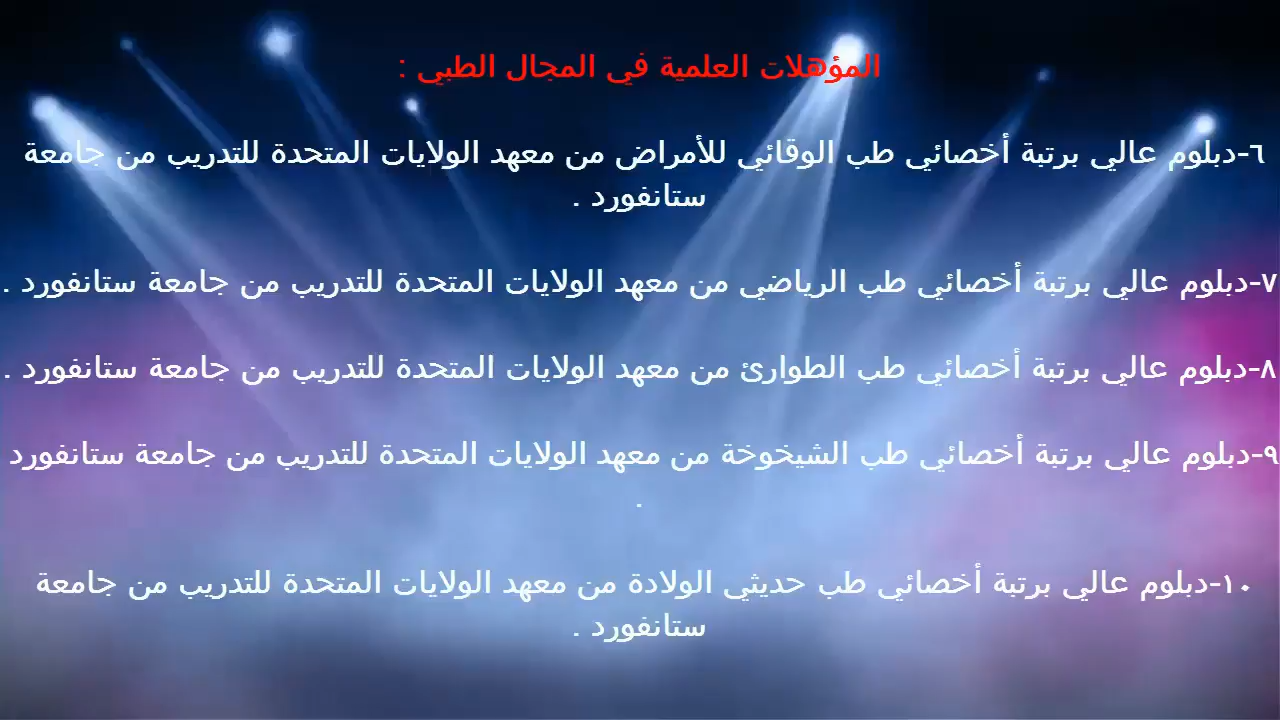 المؤهلات العلمية في المجال الطبي :
٦-دبلوم عالي برتبة أخصائي طب الوقائي للأمراض من معهد الولايات المتحدة للتدريب من جامعة
ستانفورد .
٧-دبلوم عالي برتبة أخصائي طب الرياضي من معهد الولايات المتحدة للتدريب من جامعة ستانفورد .
٨-دبلوم عالي برتبة أخصائي طب الطوارئ من معهد الولايات المتحدة للتدريب من جامعة ستانفورد .
٩-دبلوم عالي برتبة أخصائي طب الشيخوخة من معهد الولايات المتحدة للتدريب من جامعة ستانفورد
.
١٠-دبلوم عالي برتبة أخصائي طب حديثي الولادة من معهد الولايات المتحدة للتدريب من جامعة
ستانفورد .